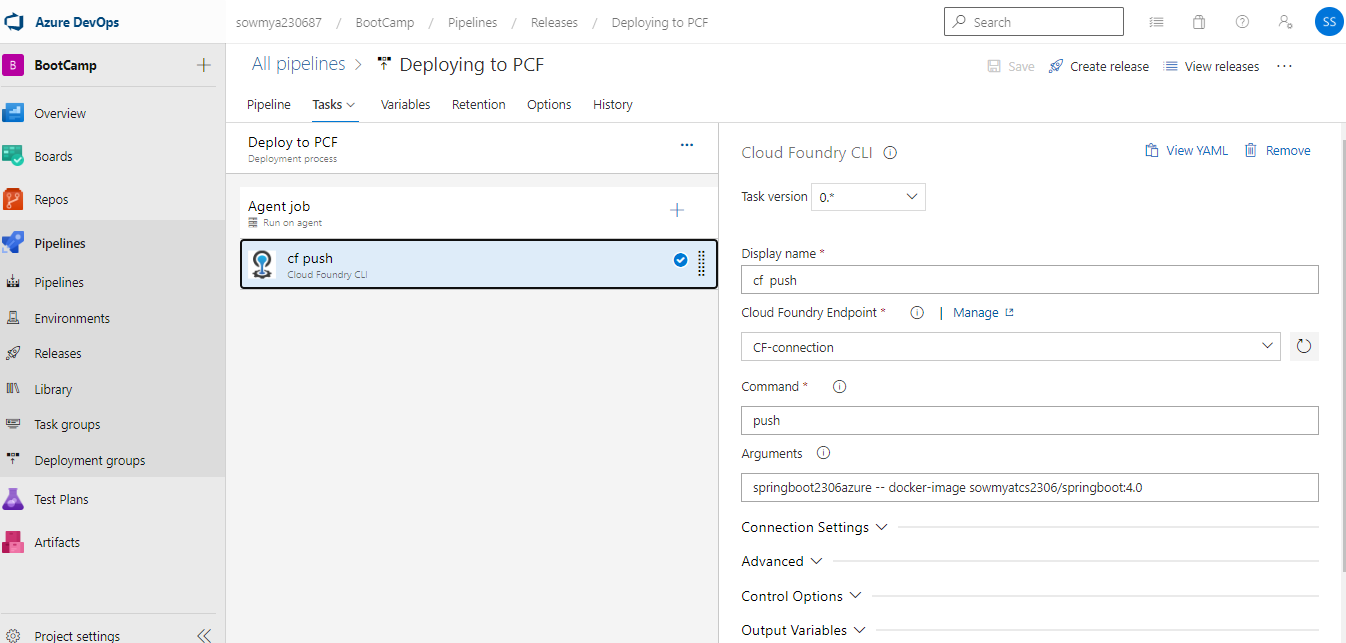 Azure DevOps
sowmya230687 / BootCamp / Pipelines / Releases / Deploying to PCF
Search
SS
B BootCamp
Overview
Boards
Repos
Pipelines
Pipelines
Environments
Releases
Library
Task groups
Deployment groups
Test Plans
Artifacts
Project settings
All pipelines > Deploying to PCF
Save
Create release
View releases
Pipeline Tasks Variables Retention Options History
Deploy to PCF
Deployment process
Agent job
Run on agent
cf push
Cloud Foundry CLI
Cloud Foundry CLI
View YAML
Remove
Task version 0.*
Display name *
cf push
Cloud Foundry Endpoint * | Manage
CF-connection
Command *
push
Arguments
springboot2306azure -- docker-image sowmyatcs2306/springboot:4.0
Connection Settings
Advanced
Control Options
Output Variables